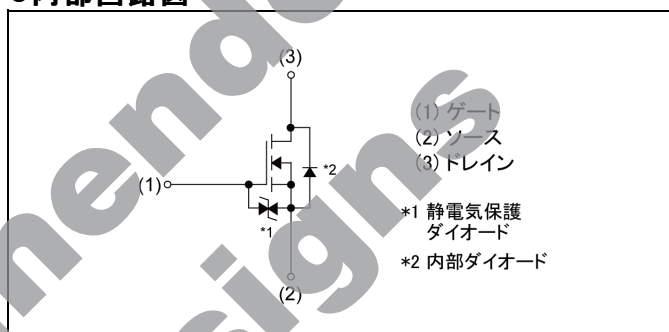 (3)
(1) ゲート
(2) ソース
(3) ドレイン
*2
(1)
*1 静電気保護
ダイオード
*1
*2 内部ダイオード
(2)